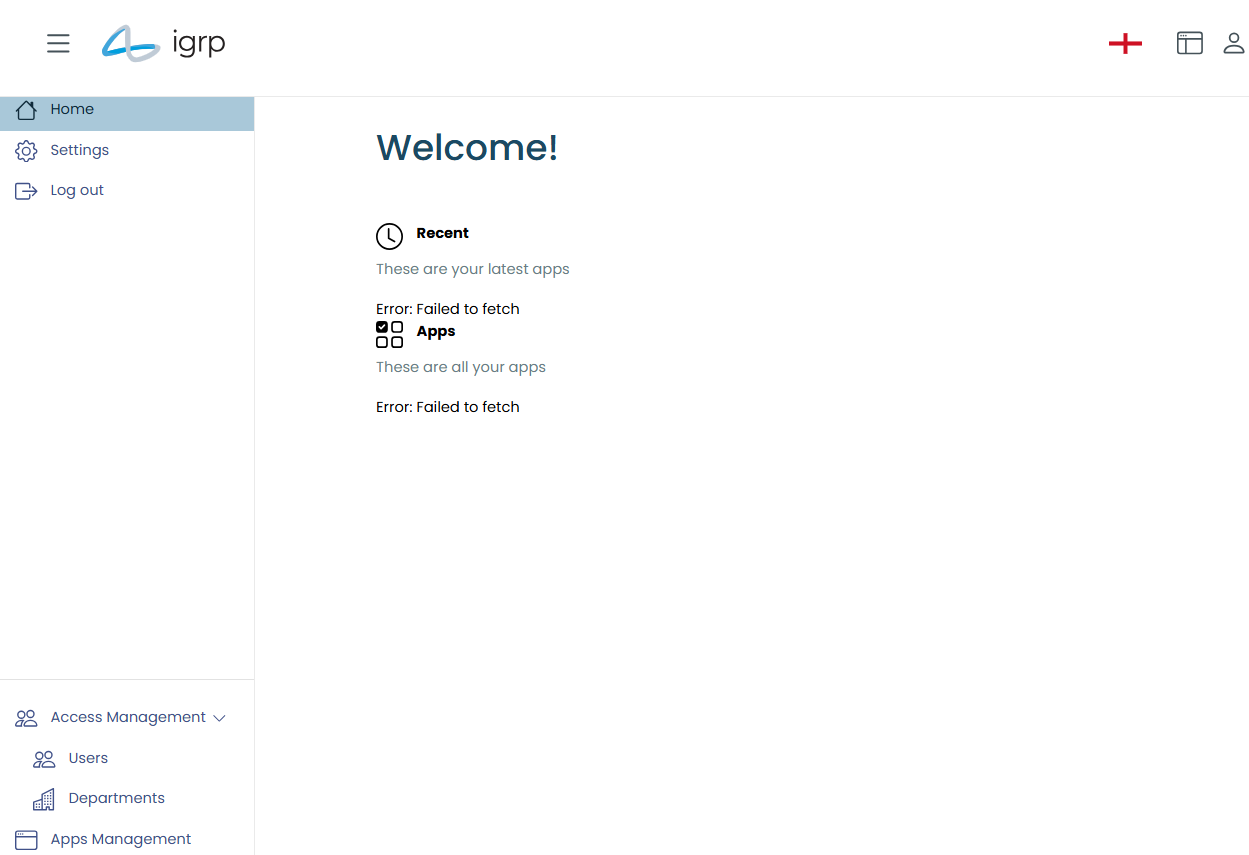 igrp
Home
Settings
Log out
Welcome!
Recent
These are your latest apps
Error: Failed to fetch
Apps
These are all your apps
Error: Failed to fetch
Access Management
Users
Departments
Apps Management